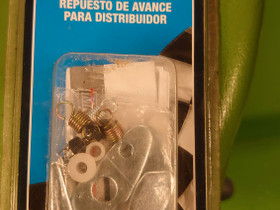 REPUESTO DE AVANCE
PARA DISTRIBUIDOR